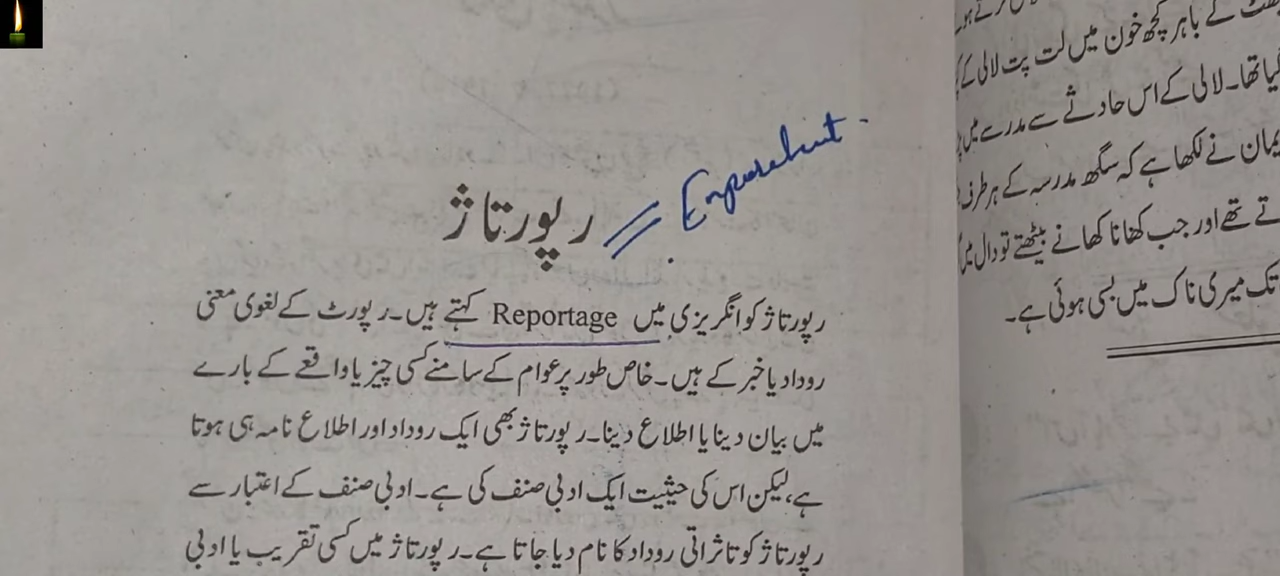 رپورتاژ
رپورتاژ کو انگریزی میں Reportage کہتے ہیں۔ رپورٹ کے لغوی معنی
روداد یا خبر کے ہیں۔ خاص طور پر عوام کے سامنے کسی چیز یا واقعے کے بارے
میں بیان دینا یا اطلاع دینا۔ رپورتاژ بھی ایک روداد اور اطلاع نامہ ہی ہوتا
ہے، لیکن اس کی حیثیت ایک ادبی صنف کی ہے۔ ادبی صنف کے اعتبار سے
رپورتاژ کو تاثراتی روداد کا نام دیا جاتا ہے۔ رپورتاژ میں کسی تقریب یا ادبی
کے باہر کچھ خون میں لت پت لالی کے
گیا تھا۔ لالی کے اس حادثے سے مدرسے میں
نے لکھا ہے کہ سگھ مدرسہ کے ہر طرف
تے تھے اور جب کھانا کھانے بیٹھتے تو دال میں
تک میری ناک میں بسی ہوئی ہے۔